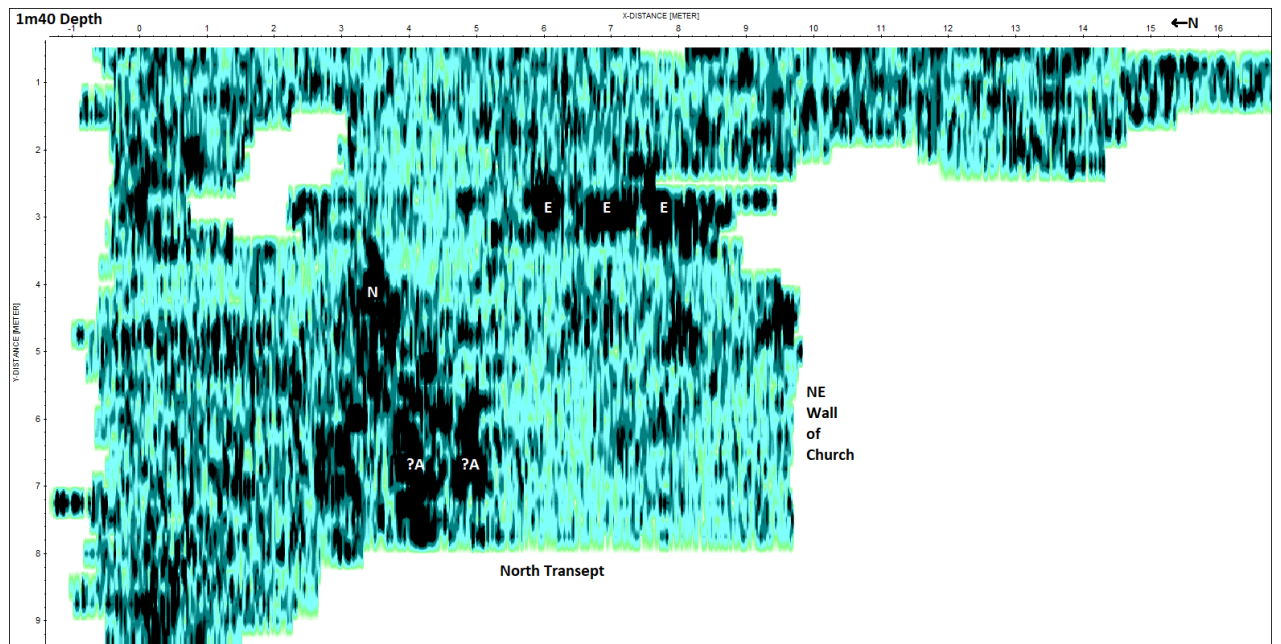 1m40 Depth
X-DISTANCE [METER]
←N
-1 0 1 2 3 4 5 6 7 8 9 10 11 12 13 14 15 16
1
2
E E E
3
4
N
Y-DISTANCE [METER]
5
NE
Wall
of
Church
6
?A ?A
7
8
North Transept
9